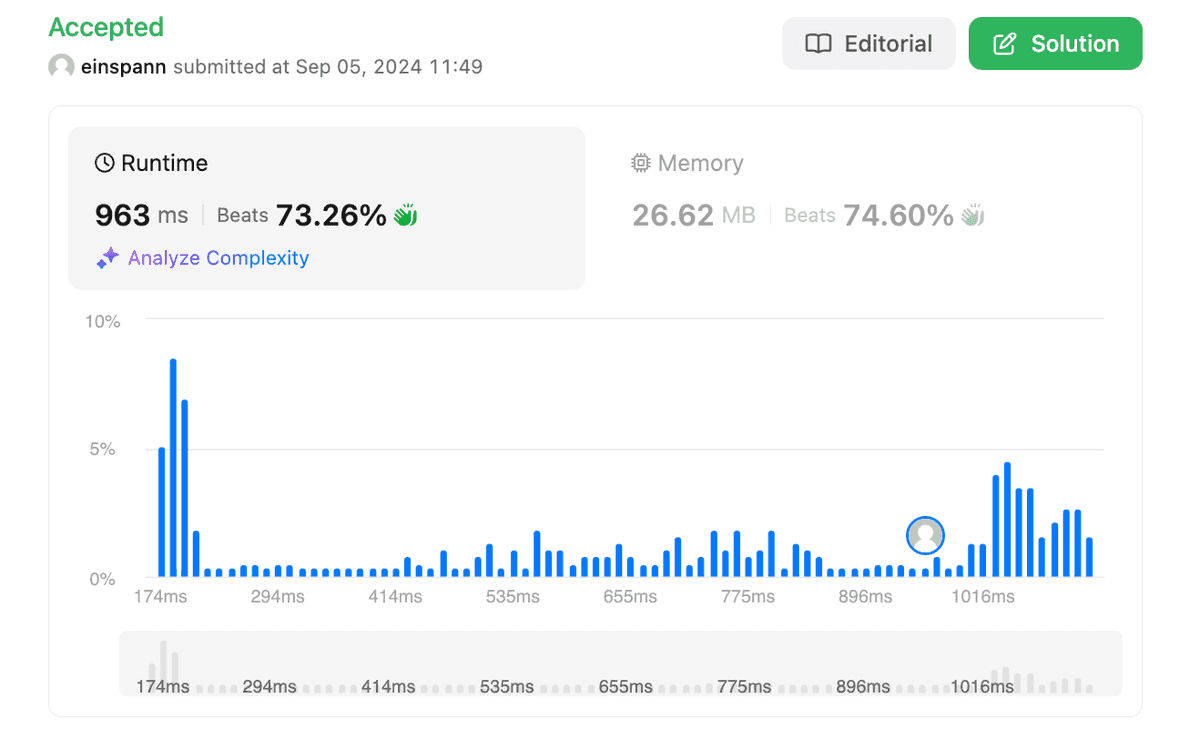 Accepted
einspann submitted at Sep 05, 2024 11:49
Editorial
Solution
Runtime
963 ms Beats 73.26%
Analyze Complexity
Memory
26.62 MB Beats 74.60%
10%
5%
0%
174ms 294ms 414ms 535ms 655ms 775ms 896ms 1016ms
174ms 294ms 414ms 535ms 655ms 775ms 896ms 1016ms